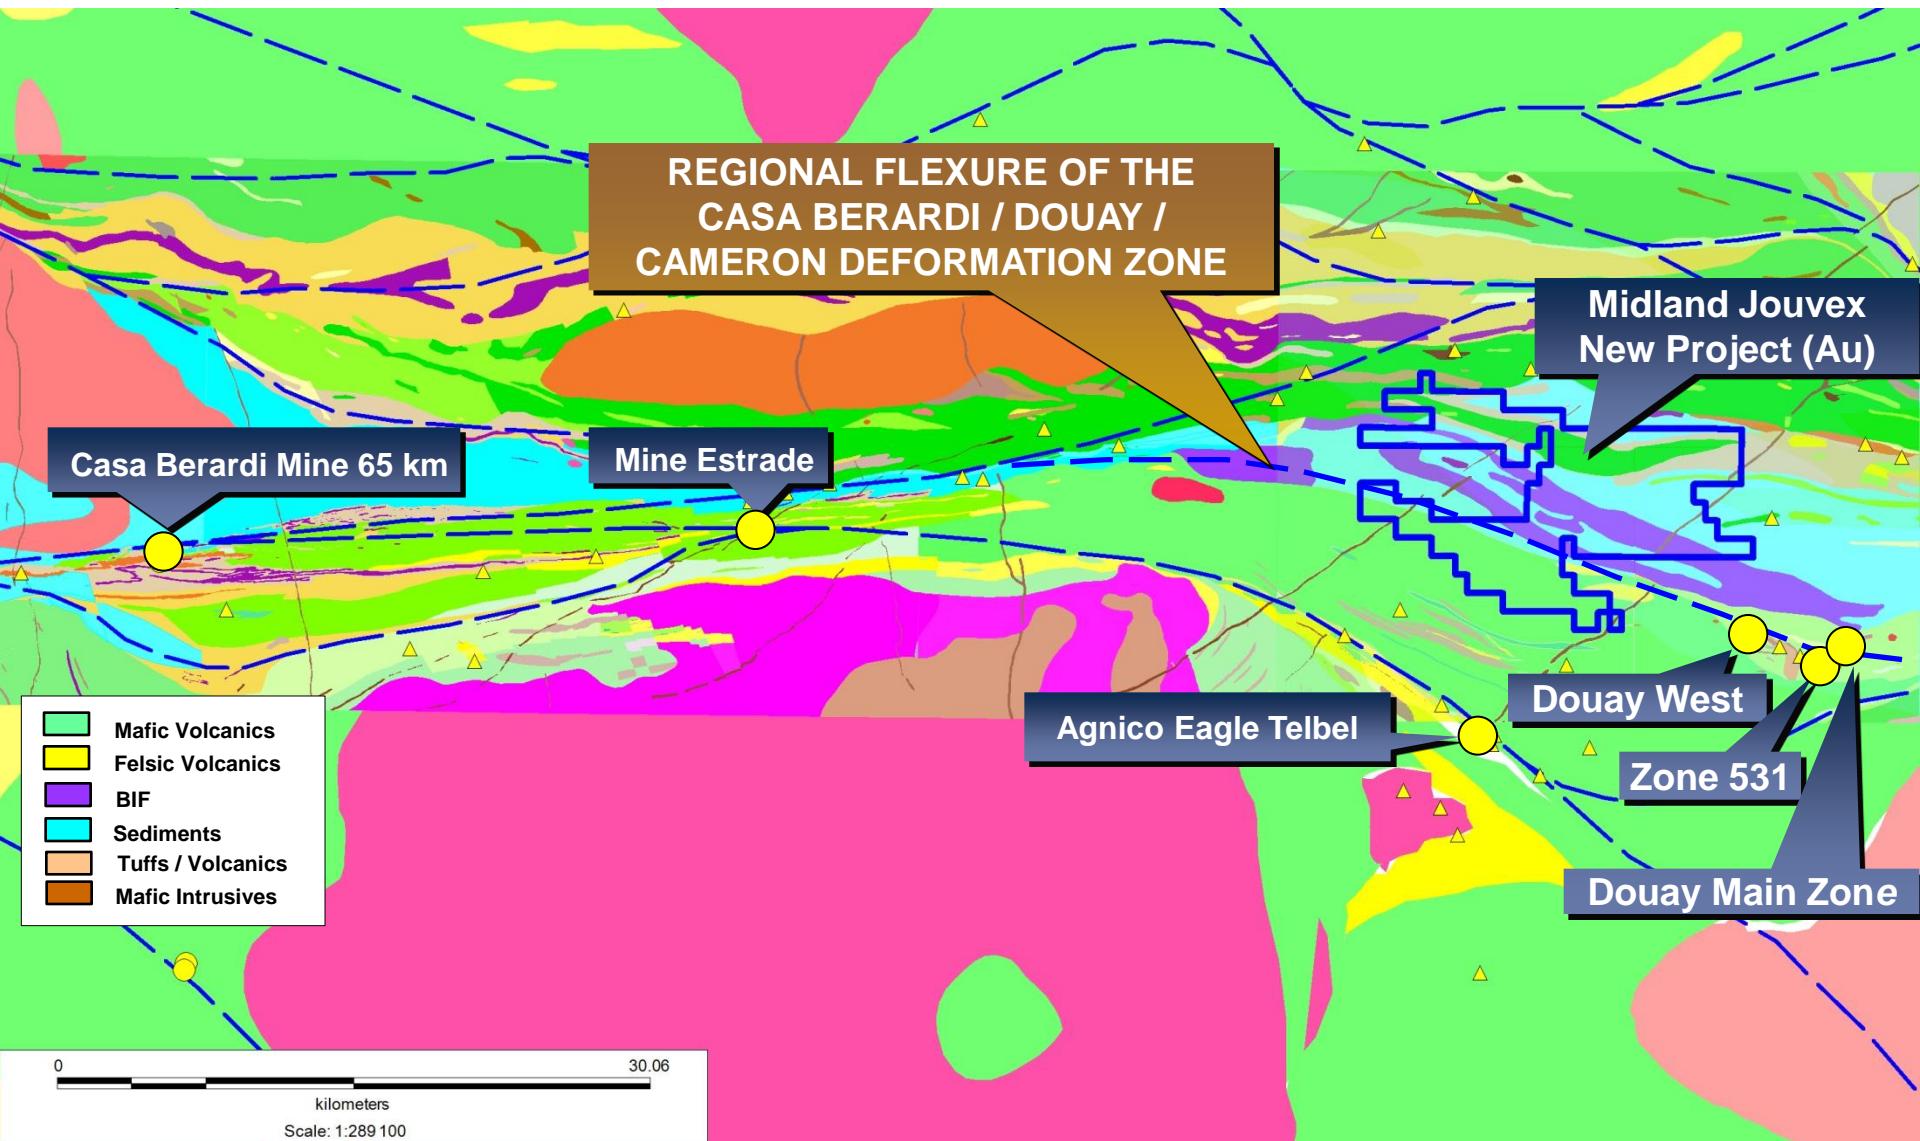 REGIONAL FLEXURE OF THE
CASA BERARDI / DOUAY /
CAMERON DEFORMATION ZONE
Midland Jouvex
New Project (Au)
Casa Berardi Mine 65 km
Mine Estrade
Agnico Eagle Telbel
Douay West
Zone 531
Douay Main Zone
Mafic Volcanics
Felsic Volcanics
BIF
Sediments
Tuffs / Volcanics
Mafic Intrusives
0 30.06
kilometers
Scale: 1:289 100